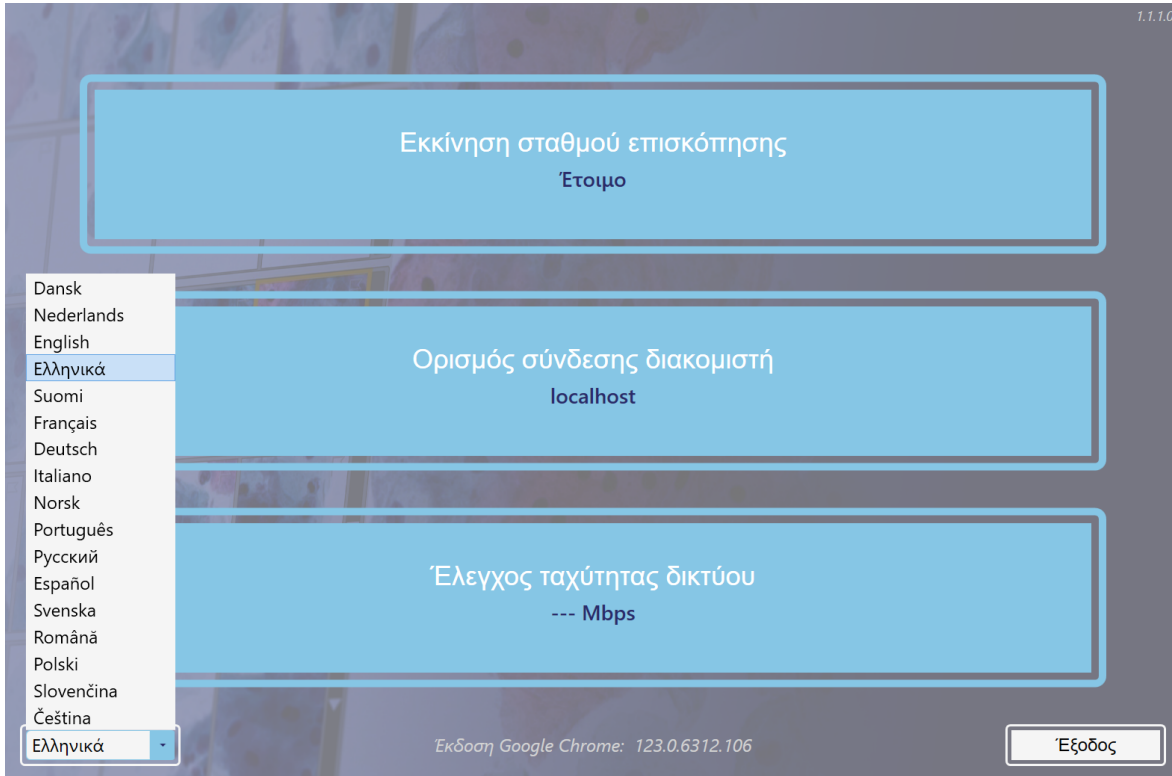 1.1.1.0
Εκκίνηση σταθμού επισκόπησης
Έτοιμο
Ορισμός σύνδεσης διακομιστή
localhost
Έλεγχος ταχύτητας δικτύου
--- Mbps
Dansk
Nederlands
English
Ελληνικά
Suomi
Français
Deutsch
Italiano
Norsk
Português
Русский
Español
Svenska
Română
Polski
Slovenčina
Čeština
Ελληνικά
Έκδοση Google Chrome: 123.0.6312.106
Έξοδος